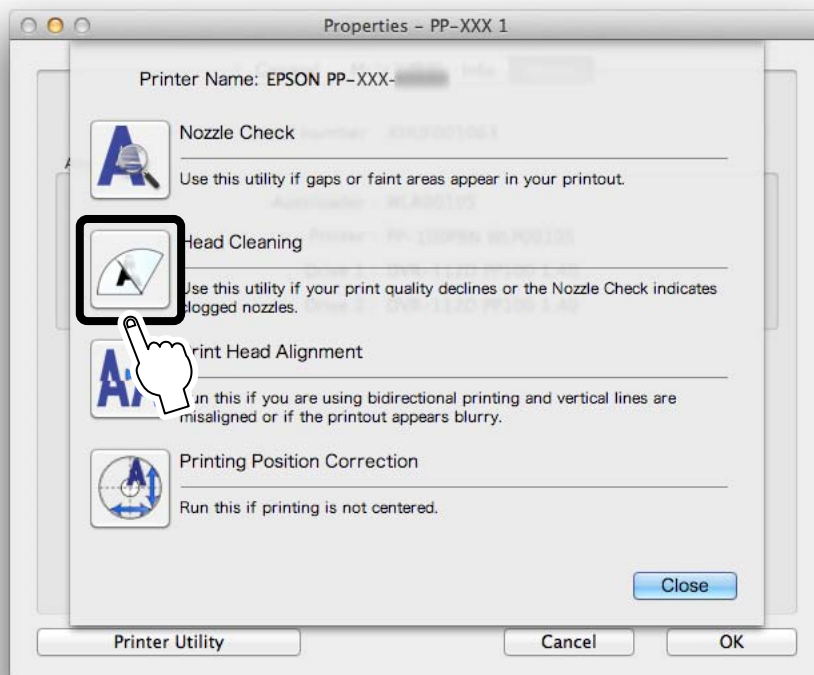 Properties – PP-XXX 1
Printer Name: EPSON PP-XXX-
Nozzle Check
Use this utility if gaps or faint areas appear in your printout.
Head Cleaning
Use this utility if your print quality declines or the Nozzle Check indicates
clogged nozzles.
Print Head Alignment
Run this if you are using bidirectional printing and vertical lines are
misaligned or if the printout appears blurry.
Printing Position Correction
Run this if printing is not centered.
Close
Printer Utility
Cancel
OK